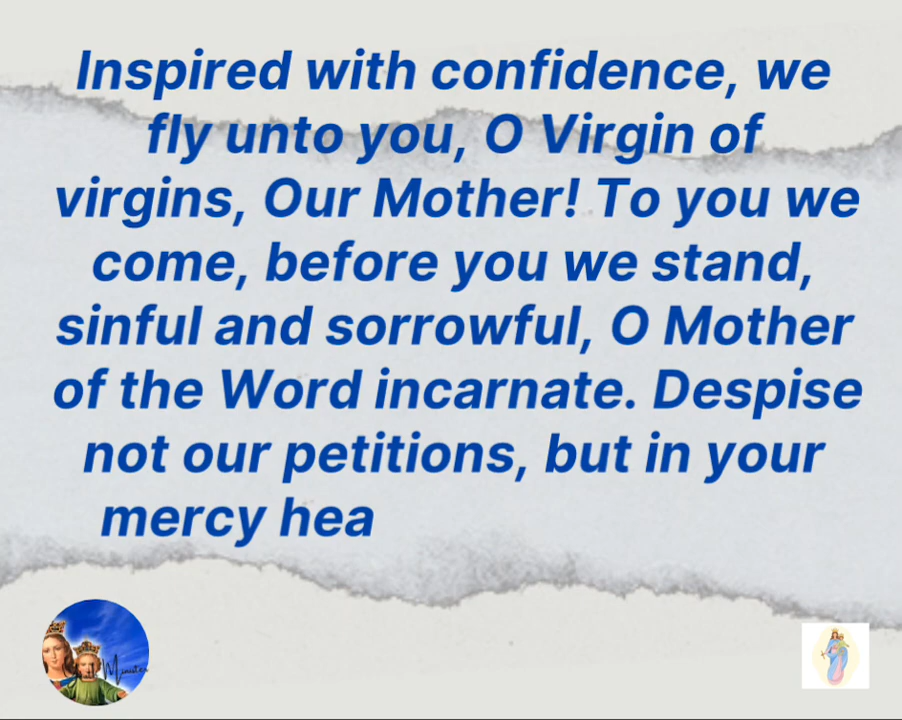 Inspired with confidence, we
fly unto you, O Virgin of
virgins, Our Mother! To you we
come, before you we stand,
sinful and sorrowful, O Mother
of the Word incarnate. Despise
not our petitions, but in your
mercy hea